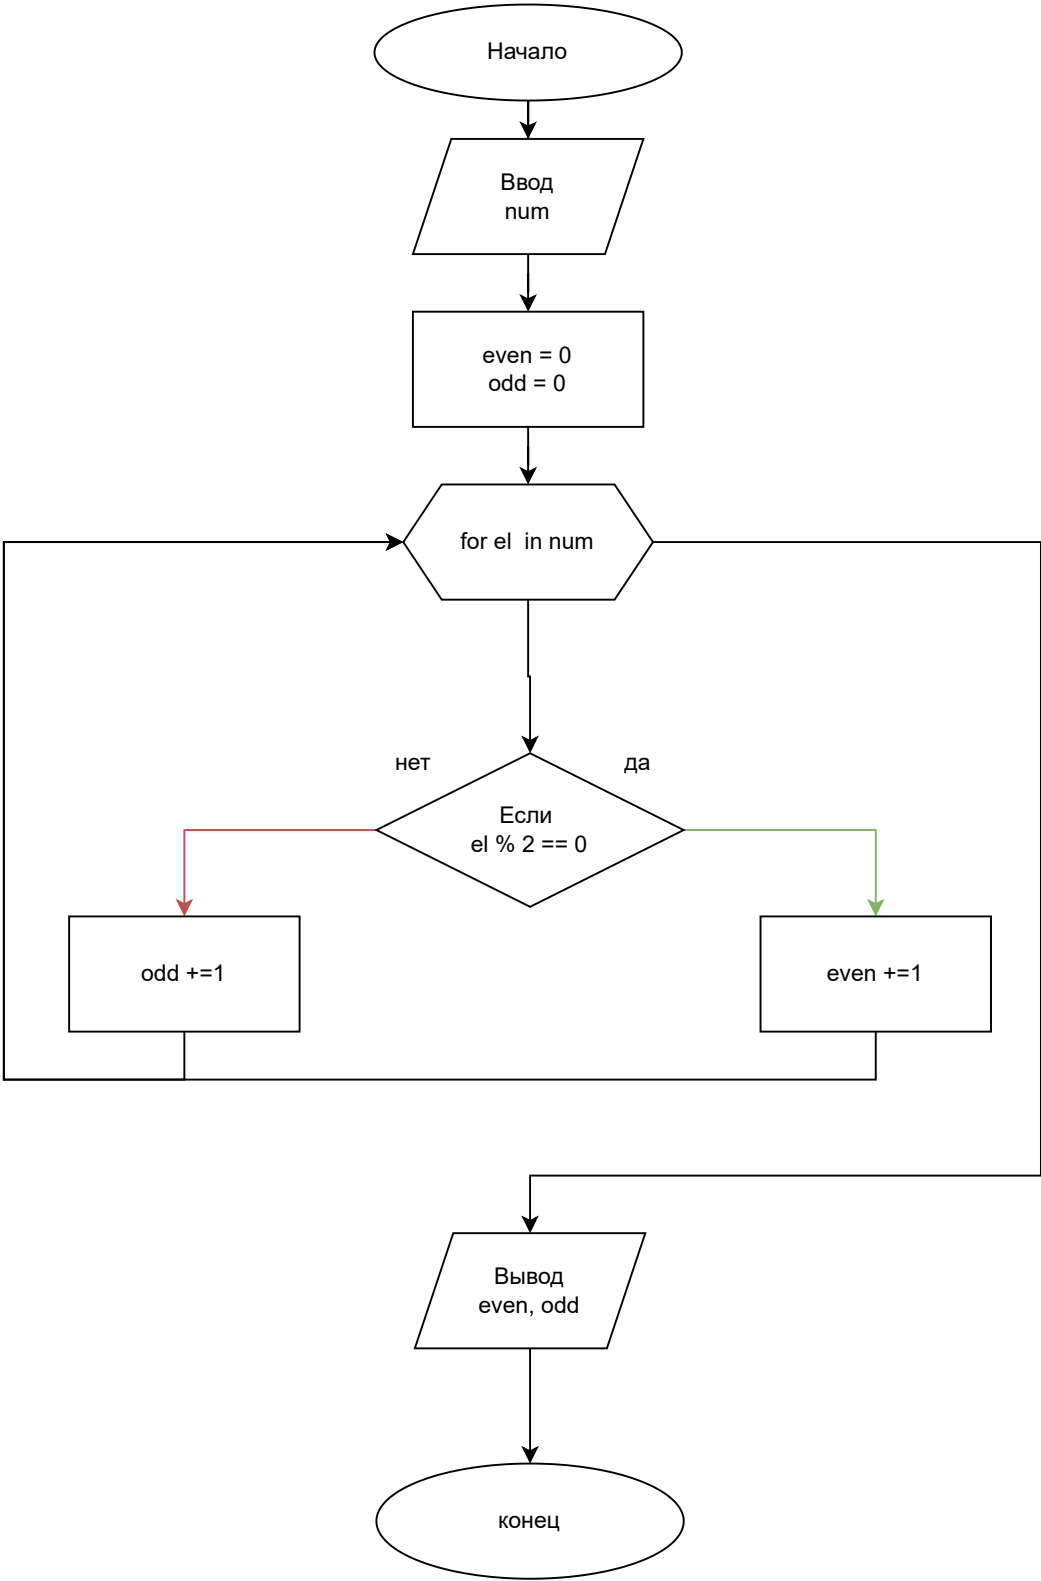 Начало
Ввод
num
even = 0
odd = 0
for el  in num
нет
да
Если
el % 2 == 0
odd +=1
even +=1
Вывод
even, odd
конец